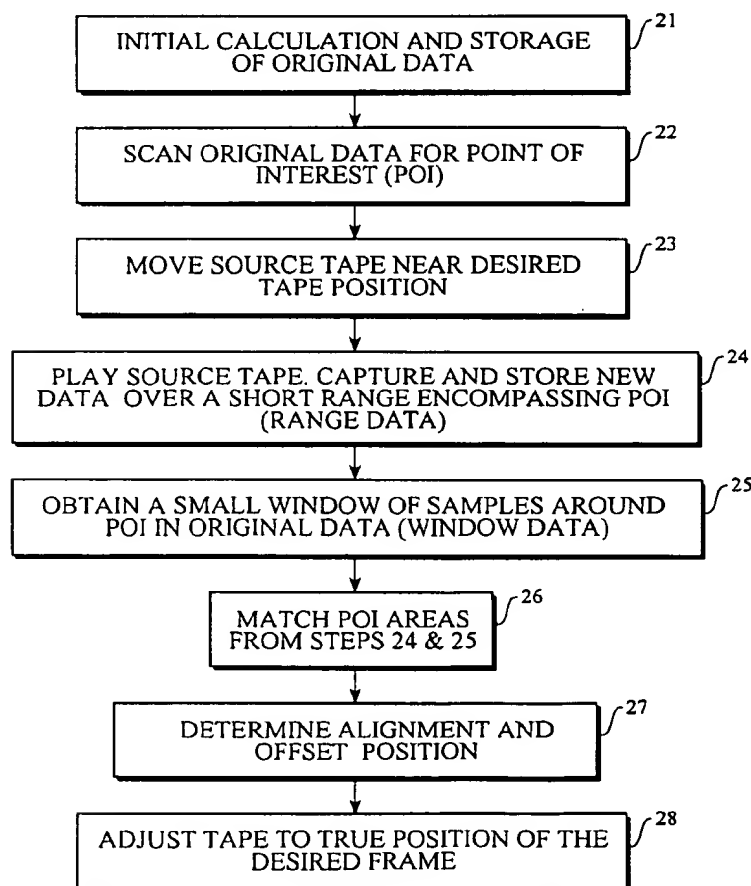 21
INITIAL CALCULATION AND STORAGE
OF ORIGINAL DATA
22
SCAN ORIGINAL DATA FOR POINT OF
INTEREST (POI)
23
MOVE SOURCE TAPE NEAR DESIRED
TAPE POSITION
24
PLAY SOURCE TAPE. CAPTURE AND STORE NEW
DATA OVER A SHORT RANGE ENCOMPASSING POI
(RANGE DATA)
25
OBTAIN A SMALL WINDOW OF SAMPLES AROUND
POI IN ORIGINAL DATA (WINDOW DATA)
26
MATCH POI AREAS
FROM STEPS 24 & 25
27
DETERMINE ALIGNMENT AND
OFFSET POSITION
28
ADJUST TAPE TO TRUE POSITION OF THE
DESIRED FRAME